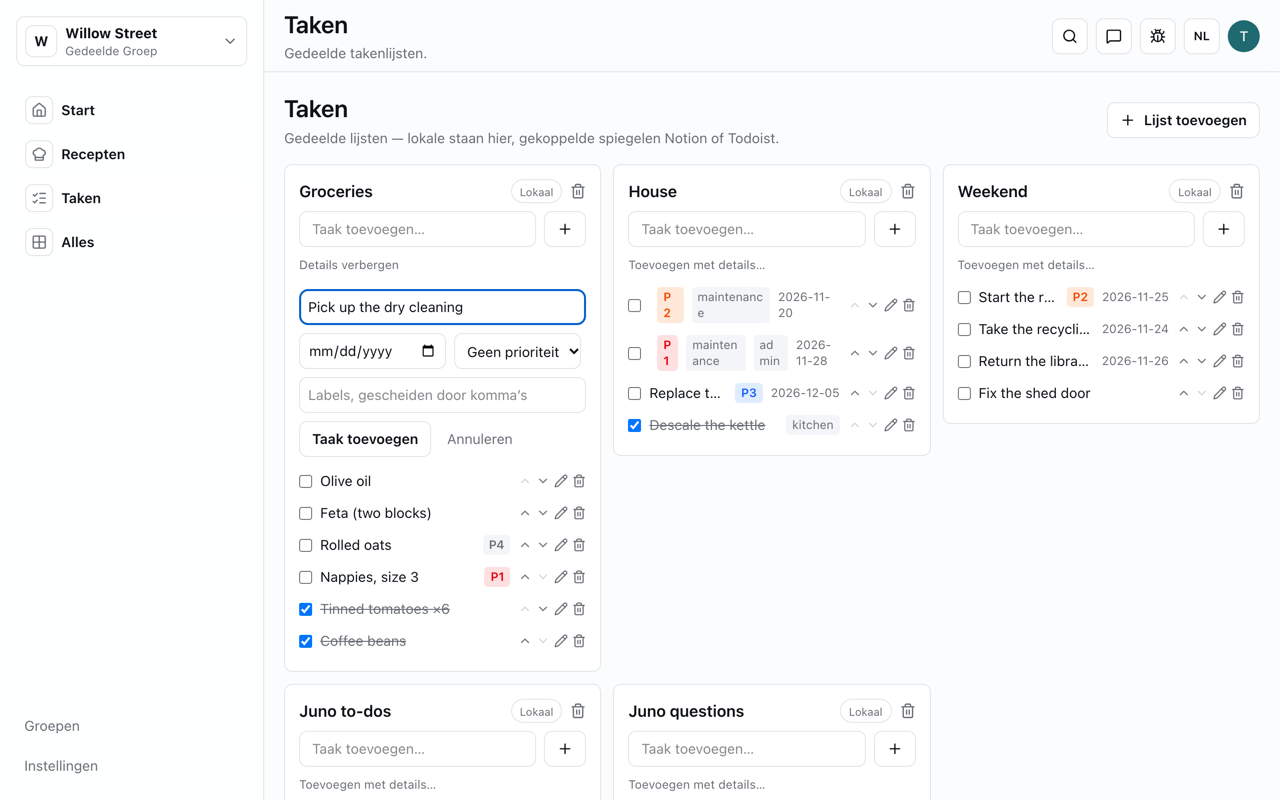 W
Willow Street
Gedeelde Groep
Start
Recepten
Taken
Alles
Groepen
Instellingen
Taken
Gedeelde takenlijsten.
NL
T
Taken
Gedeelde lijsten — lokale staan hier, gekoppelde spiegelen Notion of Todoist.
Lijst toevoegen
Groceries
Lokaal
Taak toevoegen...
Details verbergen
Pick up the dry cleaning
mm/dd/yyyy
Geen prioriteit
Labels, gescheiden door komma's
Taak toevoegen
Annuleren
Olive oil
Feta (two blocks)
Rolled oats
P4
Nappies, size 3
P1
Tinned tomatoes ×6
Coffee beans
House
Lokaal
Taak toevoegen...
Toevoegen met details...
P
2
maintenanc
e
2026-11-
20
P
1
mainten
ance
ad
min
2026-
11-28
Replace t...
P3
2026-12-05
Descale the kettle
kitchen
Weekend
Lokaal
Taak toevoegen...
Toevoegen met details...
Start the r...
P2
2026-11-25
Take the recycli...
2026-11-24
Return the libra...
2026-11-26
Fix the shed door
Juno to-dos
Lokaal
Taak toevoegen...
Toevoegen met details...
Juno questions
Lokaal
Taak toevoegen...
Toevoegen met details...